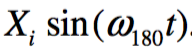 X_i sin(ω_180 t).